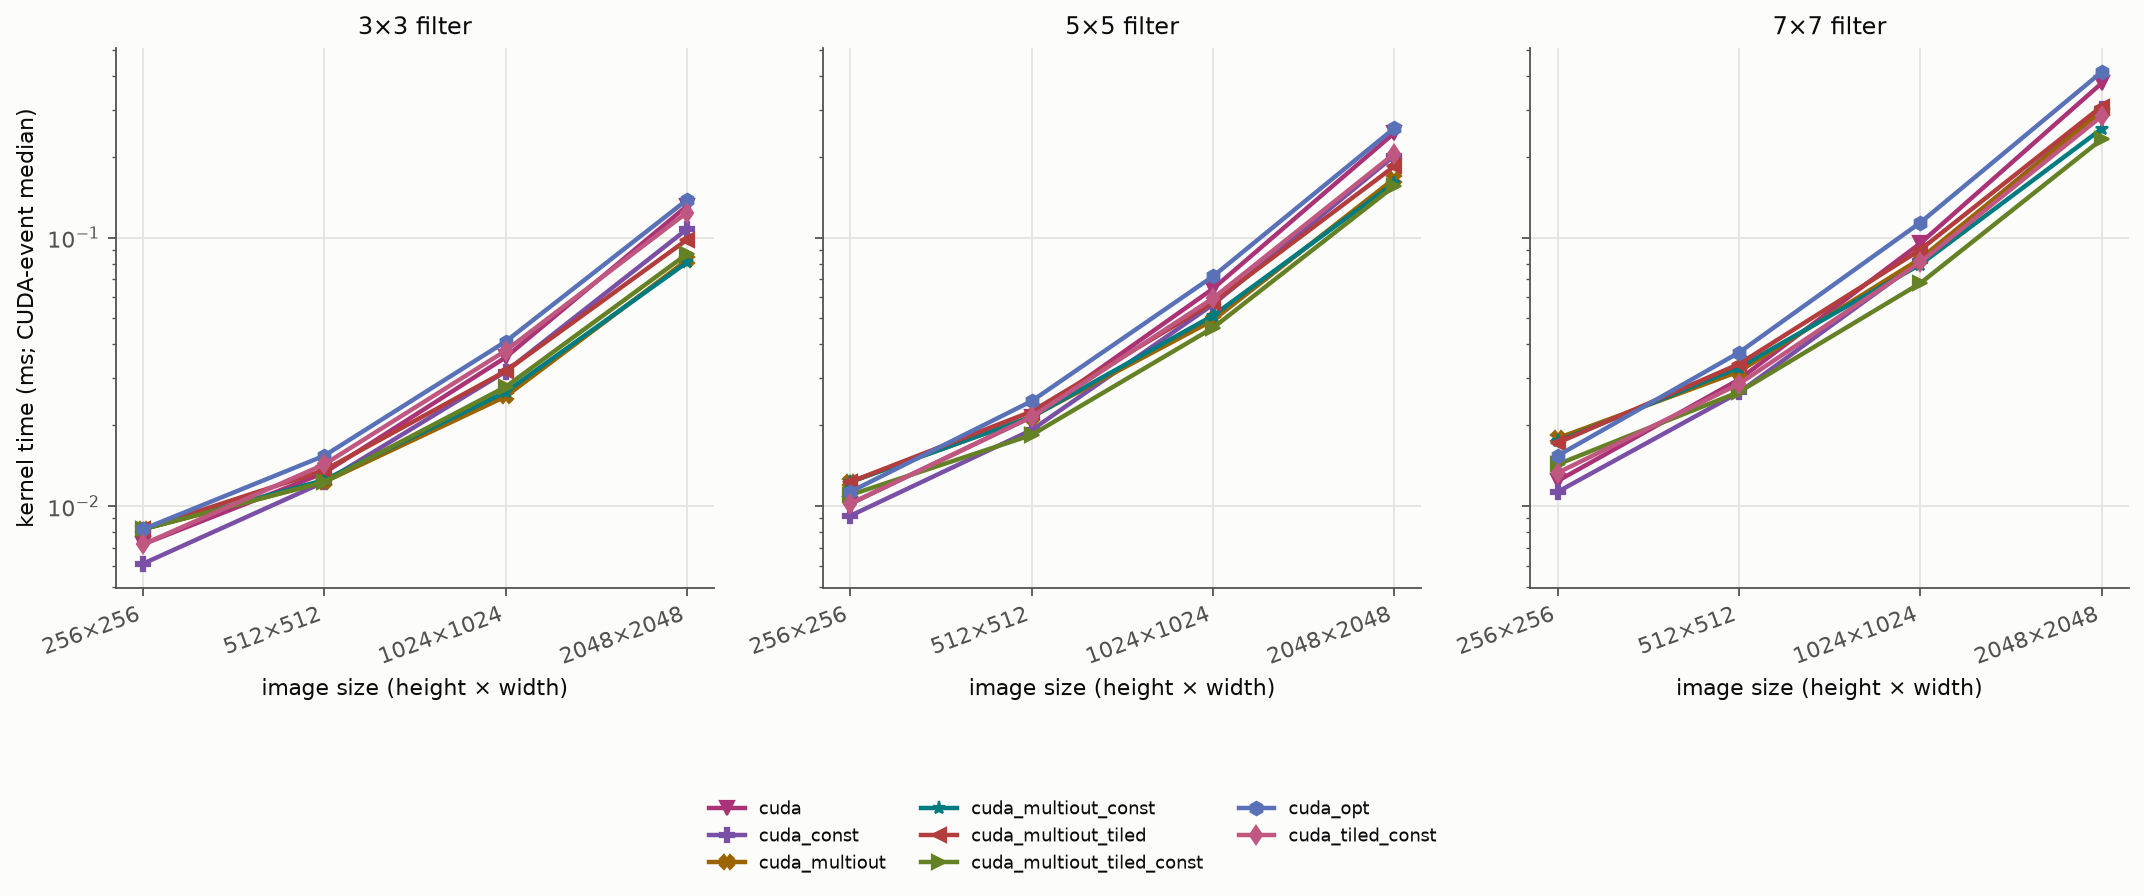 3×3 filter
5×5 filter
7×7 filter
kernel time (ms; CUDA-event median)
10⁻¹
10⁻²
256×256
512×512
1024×1024
2048×2048
256×256
512×512
1024×1024
2048×2048
256×256
512×512
1024×1024
2048×2048
image size (height × width)
image size (height × width)
image size (height × width)
cuda
cuda_const
cuda_multiout
cuda_multiout_const
cuda_multiout_tiled
cuda_multiout_tiled_const
cuda_opt
cuda_tiled_const